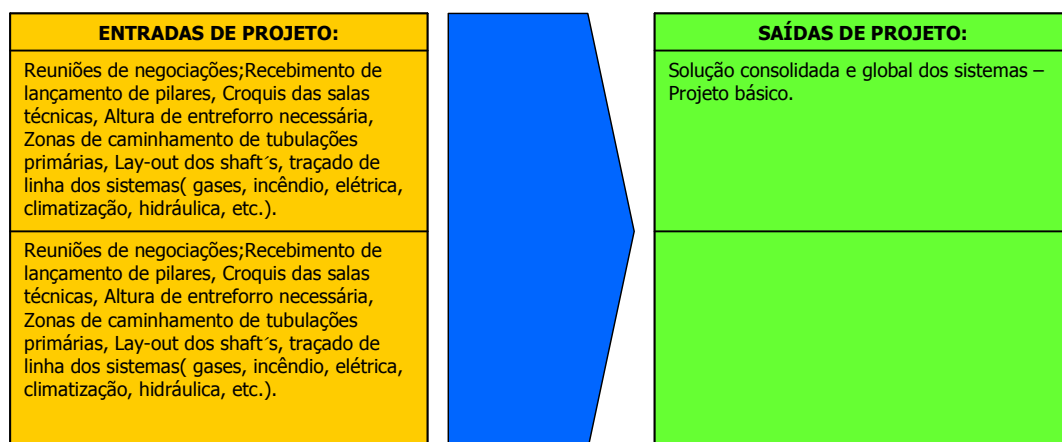 ENTRADAS DE PROJETO:
Reuniões de negociações;Recebimento de
lançamento de pilares, Croquis das salas
técnicas, Altura de entreforro necessária,
Zonas de caminhamento de tubulações
primárias, Lay-out dos shaft´s, traçado de
linha dos sistemas( gases, incêndio, elétrica,
climatização, hidráulica, etc.).
Reuniões de negociações;Recebimento de
lançamento de pilares, Croquis das salas
técnicas, Altura de entreforro necessária,
Zonas de caminhamento de tubulações
primárias, Lay-out dos shaft´s, traçado de
linha dos sistemas( gases, incêndio, elétrica,
climatização, hidráulica, etc.).
SAÍDAS DE PROJETO:
Solução consolidada e global dos sistemas –
Projeto básico.